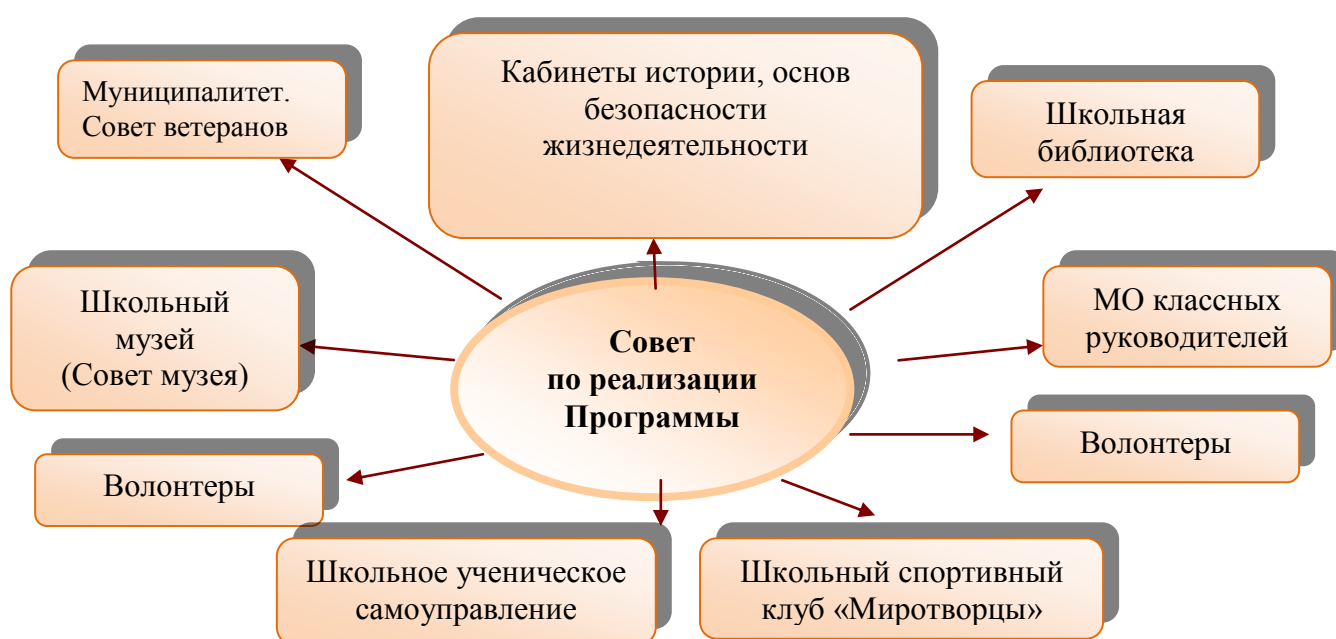 Муниципалитет.
Совет ветеранов
Кабинеты истории, основ
безопасности
жизнедеятельности
Школьная
библиотека
Школьный
музей
(Совет музея)
Совет
по реализации
Программы
МО классных
руководителей
Волонтеры
Волонтеры
Школьное ученическое
самоуправление
Школьный спортивный
клуб «Миротворцы»